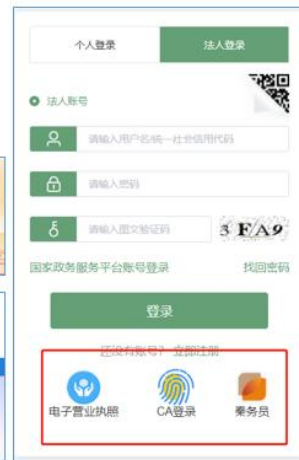 个人登录 法人登录
法人账号
请输入用户名/统一社会信用代码
请输入密码
请输入图文验证码 3 FA9
国家政务服务平台账号登录 找回密码
登录
还没有账号? 立即注册
电子营业执照 CA登录 秦务员